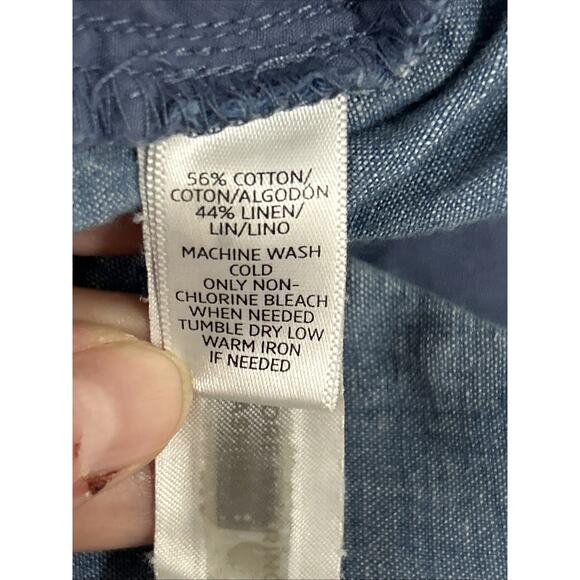 56% COTTON/
COTON/ALGODÓN
44% LINEN/
LIN/LINO
MACHINE WASH
COLD
ONLY NON-
CHLORINE BLEACH
WHEN NEEDED
TUMBLE DRY LOW
WARM IRON
IF NEEDED